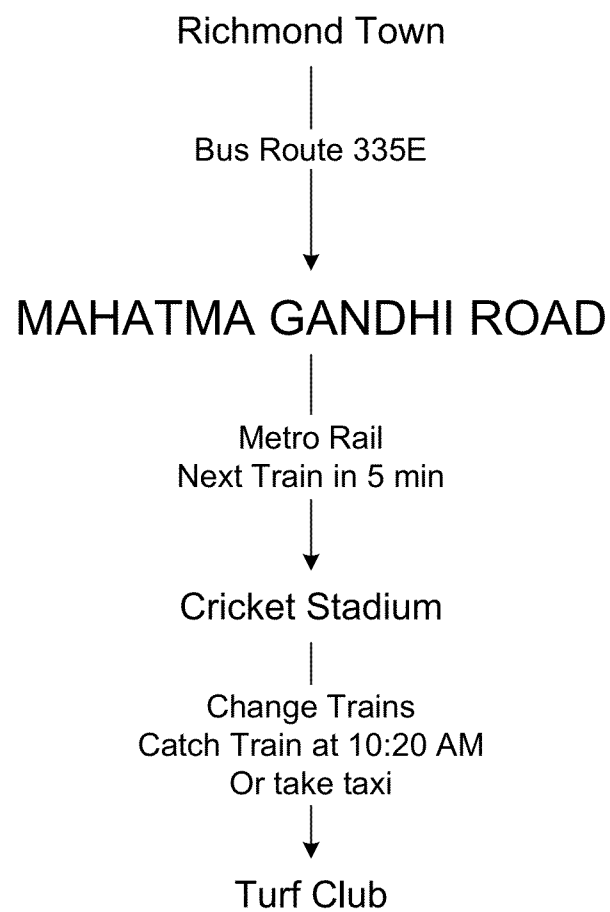 Richmond Town
Bus Route 335E
MAHATMA GANDHI ROAD
Metro Rail
Next Train in 5 min
Cricket Stadium
Change Trains
Catch Train at 10:20 AM
Or take taxi
Turf Club